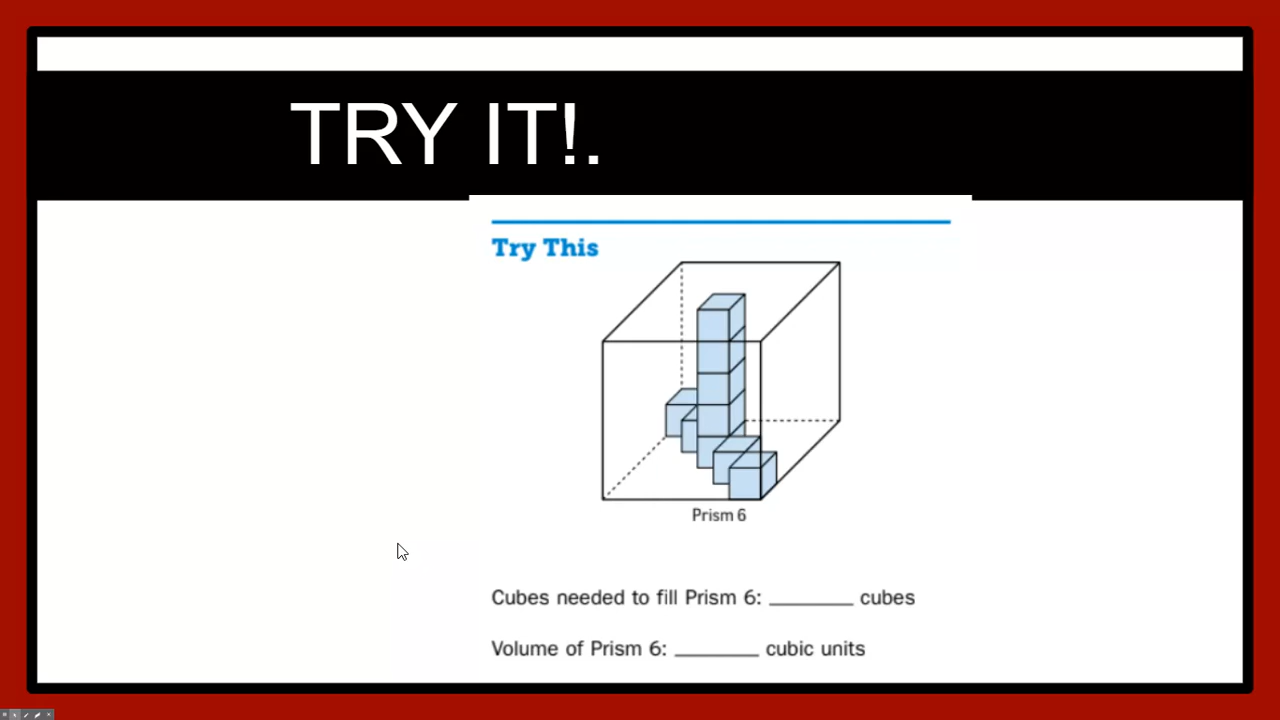 TRY IT!.
Try This
Prism 6
Cubes needed to fill Prism 6: ________ cubes
Volume of Prism 6: ________ cubic units